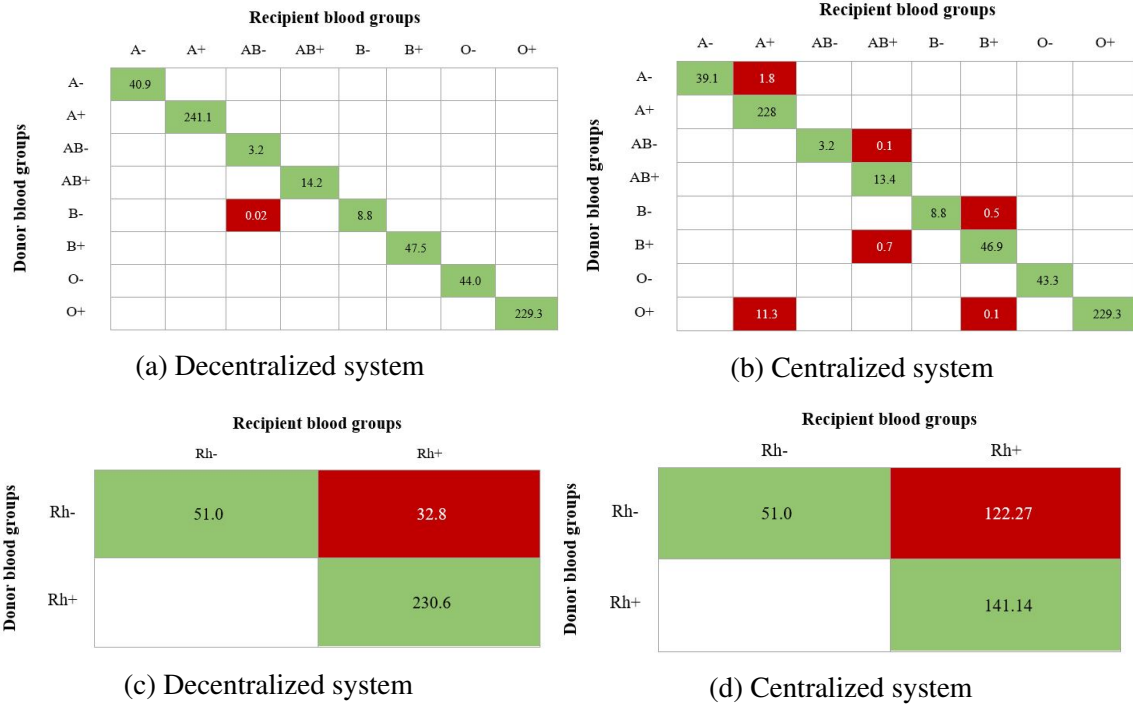 Recipient blood groups
A- A+ AB- AB+ B- B+ O- O+
Donor blood groups
A- 40.9
A+ 241.1
AB- 3.2
AB+ 14.2
B- 0.02 8.8
B+ 47.5
O- 44.0
O+ 229.3
(a) Decentralized system
Recipient blood groups
A- A+ AB- AB+ B- B+ O- O+
Donor blood groups
A- 39.1 1.8
A+ 228
AB- 3.2 0.1
AB+ 13.4
B- 8.8 0.5
B+ 0.7 46.9
O- 43.3
O+ 11.3 0.1 229.3
(b) Centralized system
Recipient blood groups
Rh- Rh+
Donor blood groups
Rh- 51.0 32.8
Rh+ 230.6
(c) Decentralized system
Recipient blood groups
Rh- Rh+
Donor blood groups
Rh- 51.0 122.27
Rh+ 141.14
(d) Centralized system